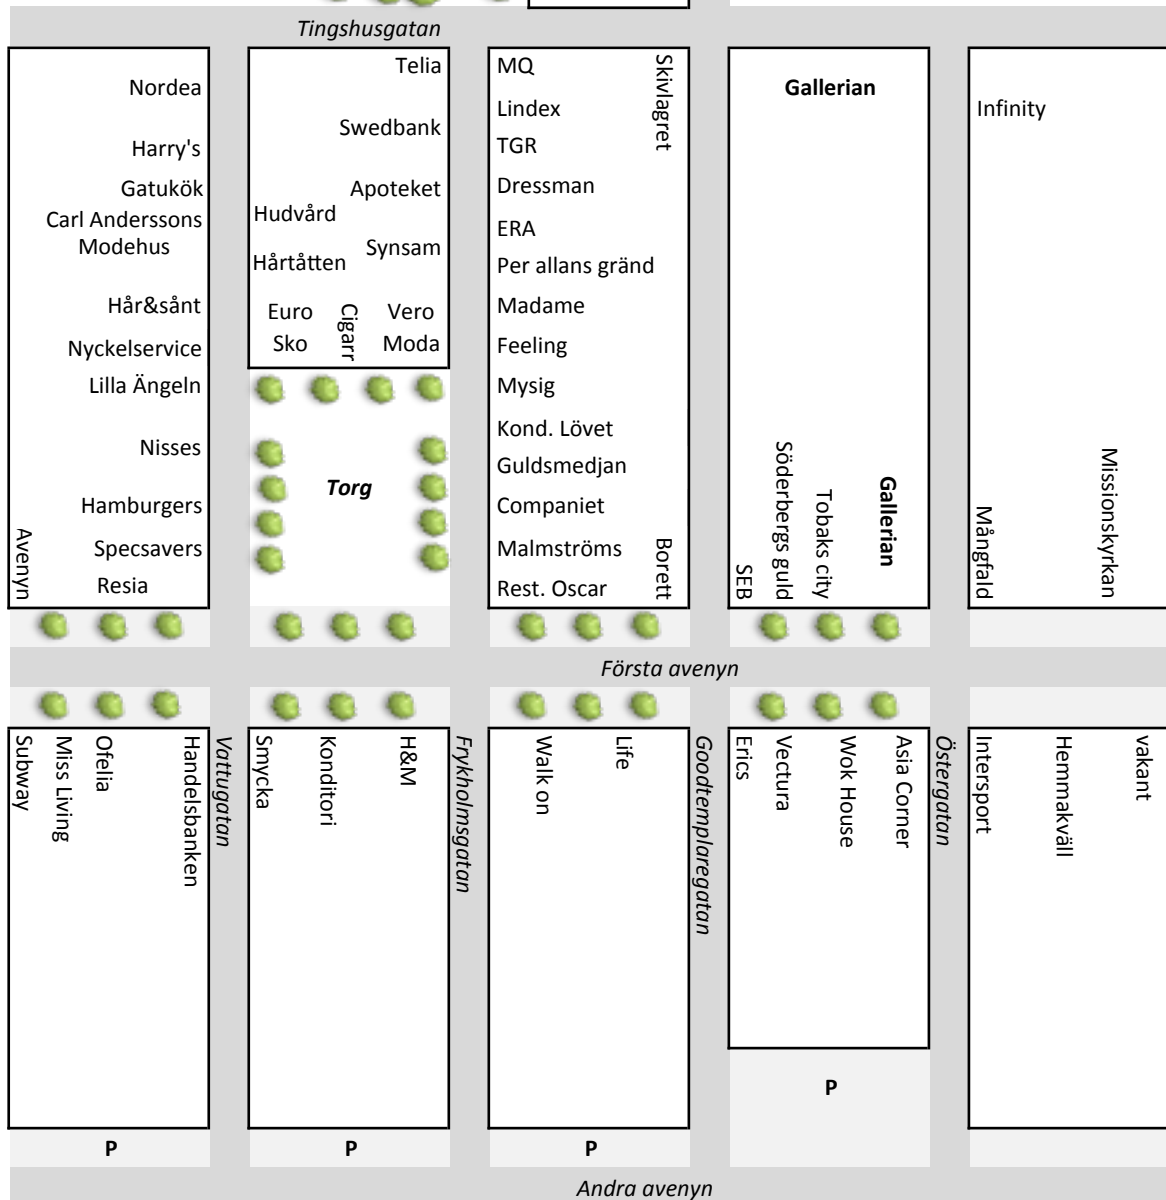 Tingshusgatan
Nordea
Harry's
Gatukök
Carl Anderssons
Modehus
Hår&sånt
Nyckelservice
Lilla Ängeln
Nisses
Hamburgers
Specsavers
Resia
Avenyn
Telia
Swedbank
Apoteket
Hudvård
Synsam
Hårtåtten
Euro
Sko
Cigarr
Vero
Moda
Torg
MQ
Lindex
TGR
Dressman
ERA
Per allans gränd
Madame
Feeling
Mysig
Kond. Lövet
Guldsmedjan
Companiet
Malmströms
Rest. Oscar
Skivlagret
Borett
Gallerian
SEB
Söderbergs guld
Tobaks city
Gallerian
Infinity
Mångfald
Missionskyrkan
Första avenyn
Subway
Miss Living
Ofelia
Handelsbanken
Vattugatan
Smycka
Konditori
H&M
Frykholmsgatan
Walk on
Life
Goodtemplaregatan
Erics
Vectura
Wok House
Asia Corner
Östergatan
Intersport
Hemmakväll
vakant
P
P
P
P
Andra avenyn